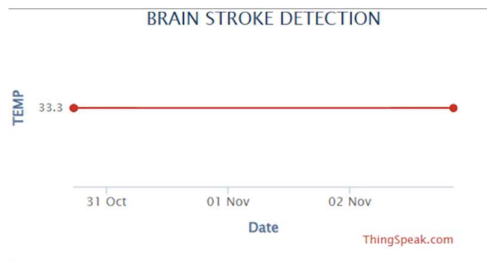 BRAIN STROKE DETECTION
TEMP
33.3
31 Oct 01 Nov 02 Nov
Date
ThingSpeak.com